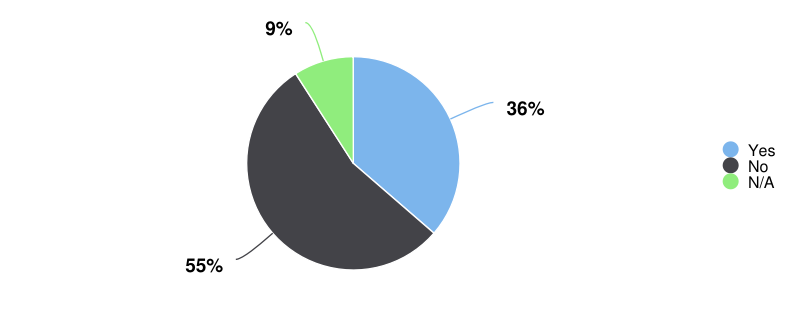 9%
36%
55%
Yes
No
N/A